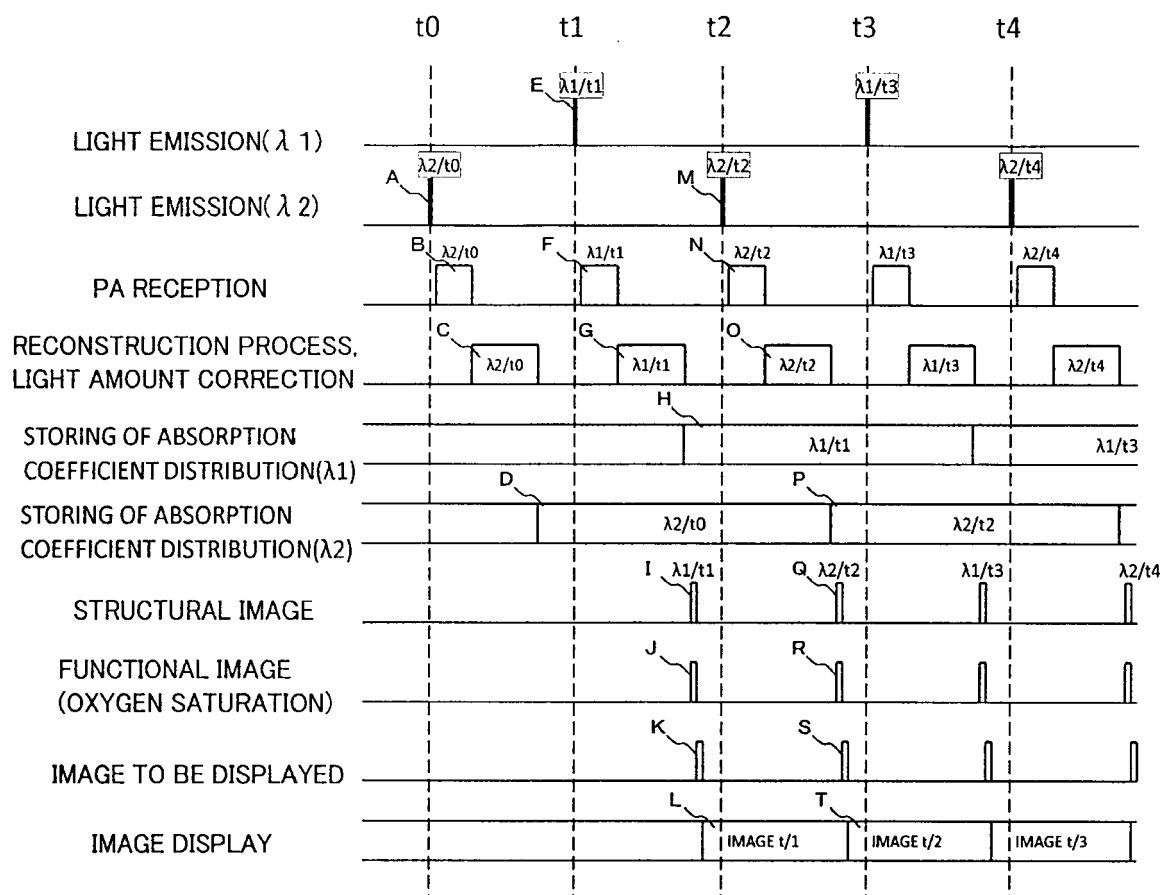 t0 t1 t2 t3 t4
E λ1/t1 λ1/t3
LIGHT EMISSION(λ 1)
λ2/t0 λ2/t2 λ2/t4
A M
LIGHT EMISSION(λ 2)
B λ2/t0 F λ1/t1 N λ2/t2 λ1/t3 λ2/t4
PA RECEPTION
C G O
RECONSTRUCTION PROCESS,
λ2/t0 λ1/t1 λ2/t2 λ1/t3 λ2/t4
LIGHT AMOUNT CORRECTION
H
STORING OF ABSORPTION
λ1/t1 λ1/t3
COEFFICIENT DISTRIBUTION(λ1)
D P
STORING OF ABSORPTION
λ2/t0 λ2/t2
COEFFICIENT DISTRIBUTION(λ2)
I λ1/t1 Q λ2/t2 λ1/t3 λ2/t4
STRUCTURAL IMAGE
J R
FUNCTIONAL IMAGE
(OXYGEN SATURATION)
K S
IMAGE TO BE DISPLAYED
L T
IMAGE DISPLAY
IMAGE t/1 IMAGE t/2 IMAGE t/3